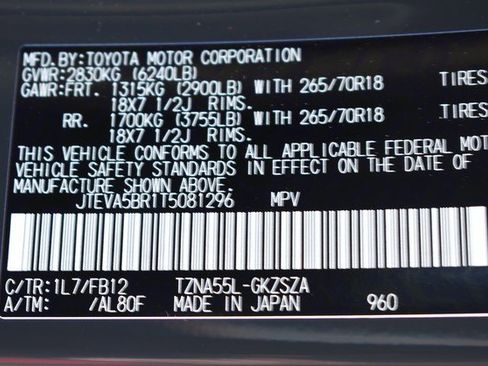 MFD.BY:TOYOTA MOTOR CORPORATION
GVWR:2830KG (6240LB)
GAWR:FRT. 1315KG (2900LB) WITH 265/70R18 TIRES
18X7 1/2J RIMS.
RR. 1700KG (3755LB) WITH 265/70R18 TIRES
18X7 1/2J RIMS.
THIS VEHICLE CONFORMS TO ALL APPLICABLE FEDERAL MOT
VEHICLE SAFETY STANDARDS IN EFFECT ON THE DATE OF
MANUFACTURE SHOWN ABOVE.
JTEVA5BR1T5081296 MPV
C/TR:1L7/FB12 TZNA55L-GKZSZA
A/TM: /AL80F MADE IN JAPAN 960